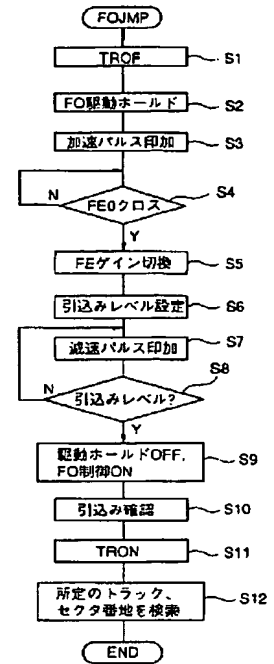 FOJMP
TROF S1
FO駆動ホールド S2
加速パルス印加 S3
FE0クロス S4
N
Y
FEゲイン切換 S5
引込みレベル設定 S6
減速パルス印加 S7
引込みレベル? S8
N
Y
駆動ホールドOFF,
FO制御ON S9
引込み確認 S10
TRON S11
所定のトラック、
セクタ番地を検索 S12
END